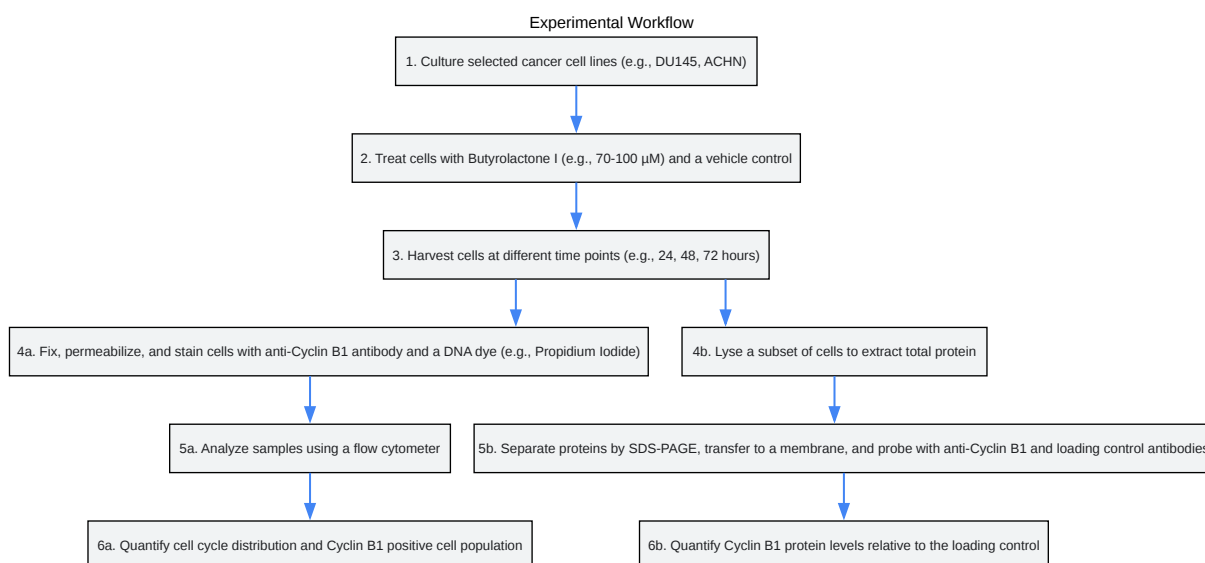 Experimental Workflow
1. Culture selected cancer cell lines (e.g., DU145, ACHN)
2. Treat cells with Butyrolactone I (e.g., 70-100 µM) and a vehicle control
3. Harvest cells at different time points (e.g., 24, 48, 72 hours)
4a. Fix, permeabilize, and stain cells with anti-Cyclin B1 antibody and a DNA dye (e.g., Propidium Iodide)
4b. Lyse a subset of cells to extract total protein
5a. Analyze samples using a flow cytometer
5b. Separate proteins by SDS-PAGE, transfer to a membrane, and probe with anti-Cyclin B1 and loading control antibodies
6a. Quantify cell cycle distribution and Cyclin B1 positive cell population
6b. Quantify Cyclin B1 protein levels relative to the loading control